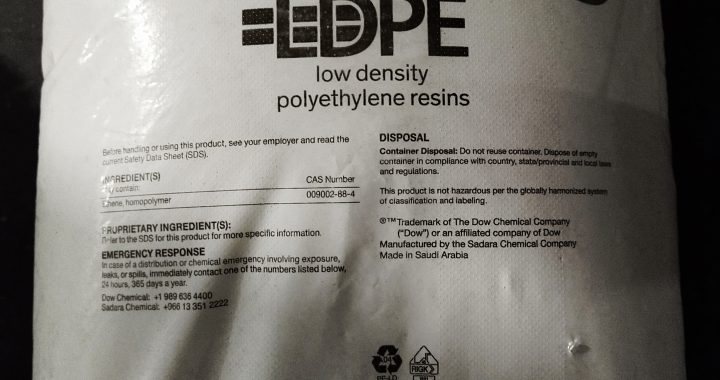 LDPE
low density
polyethylene resins
Before handling or using this product, see your employer and read the
current Safety Data Sheet (SDS).
INGREDIENT(S)
CAS Number
contain:
009002-88-4
homopolymer
PROPRIETARY INGREDIENT(S):
to the SDS for this product for more specific information.
EMERGENCY RESPONSE
In case of a distribution or chemical emergency involving exposure,
leaks, or spills, immediately contact one of the numbers listed below,
24 hours, 365 days a year.
Dow Chemical: +1 989 636 4400
Sadara Chemical: +966 13 351 2222
DISPOSAL
Container Disposal: Do not reuse container. Dispose of empty
container in compliance with country, state/provincial and local laws
and regulations.
This product is not hazardous per the globally harmonized system
of classification and labeling.
®™Trademark of The Dow Chemical Company
("Dow") or an affiliated company of Dow
Manufactured by the Sadara Chemical Company
Made in Saudi Arabia
04
PE-LD
RIGK